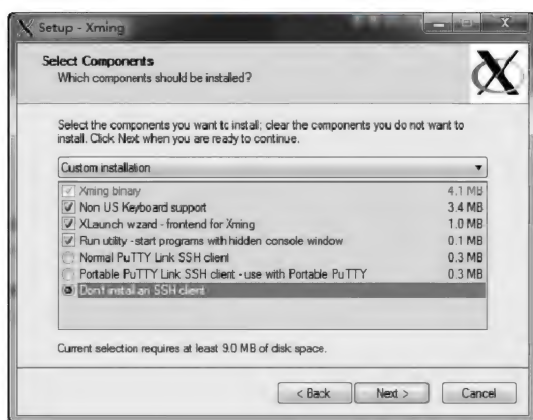 Setup - Xming
Select Components
Which components should be installed?
Select the components you want to install; clear the components you do not want to
install. Click Next when you are ready to continue.
Custom installation
Xming binary 4.1 MB
Non US Keyboard support 3.4 MB
XLaunch wizard - frontend for Xming 1.0 MB
Run utility - start programs with hidden console window 0.1 MB
Normal PuTTY Link SSH client 0.3 MB
Portable PuTTY Link SSH client - use with Portable PuTTY 0.3 MB
Don't install an SSH client
Current selection requires at least 9.0 MB of disk space.
< Back Next > Cancel